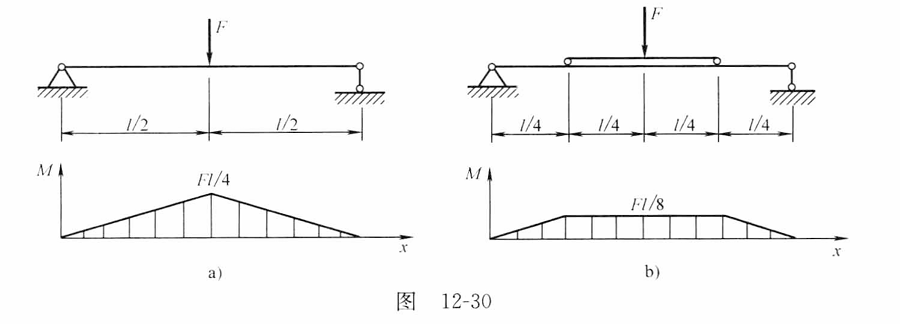 F
F
l/2 l/2
l/4 l/4 l/4 l/4
M
Fl/4
x
M
Fl/8
x
a)
b)
图 12-30